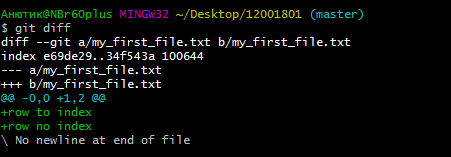 Анютик@NBr60plus MINGW32 ~/Desktop/12001801 (master)
$ git diff
diff --git a/my_first_file.txt b/my_first_file.txt
index e69de29..34f543a 100644
--- a/my_first_file.txt
+++ b/my_first_file.txt
@@ -0,0 +1,2 @@
+row to index
+row no index
\ No newline at end of file